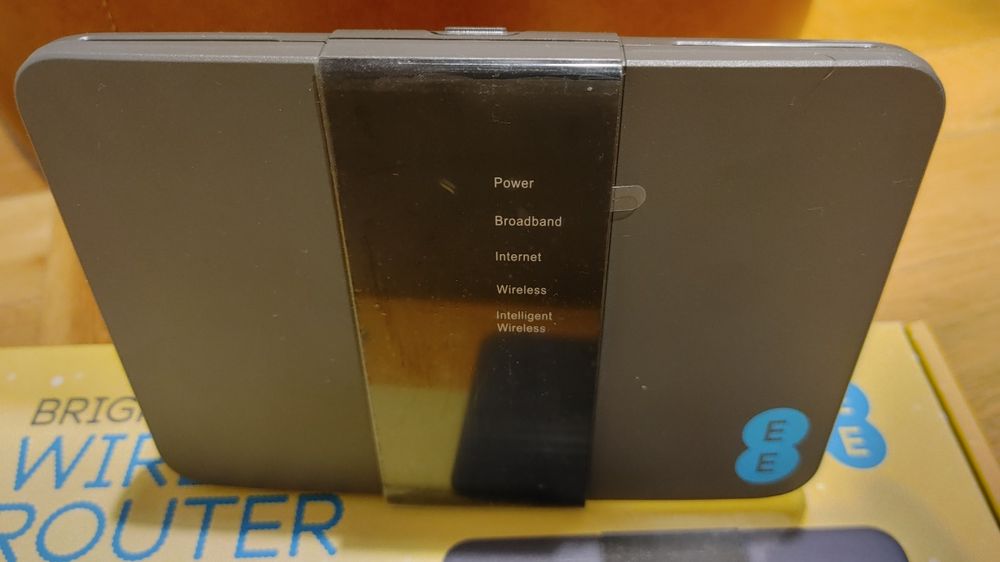 Power
Broadband
Internet
Wireless
Intelligent
Wireless
EE
EE
WIRE
ROUTER